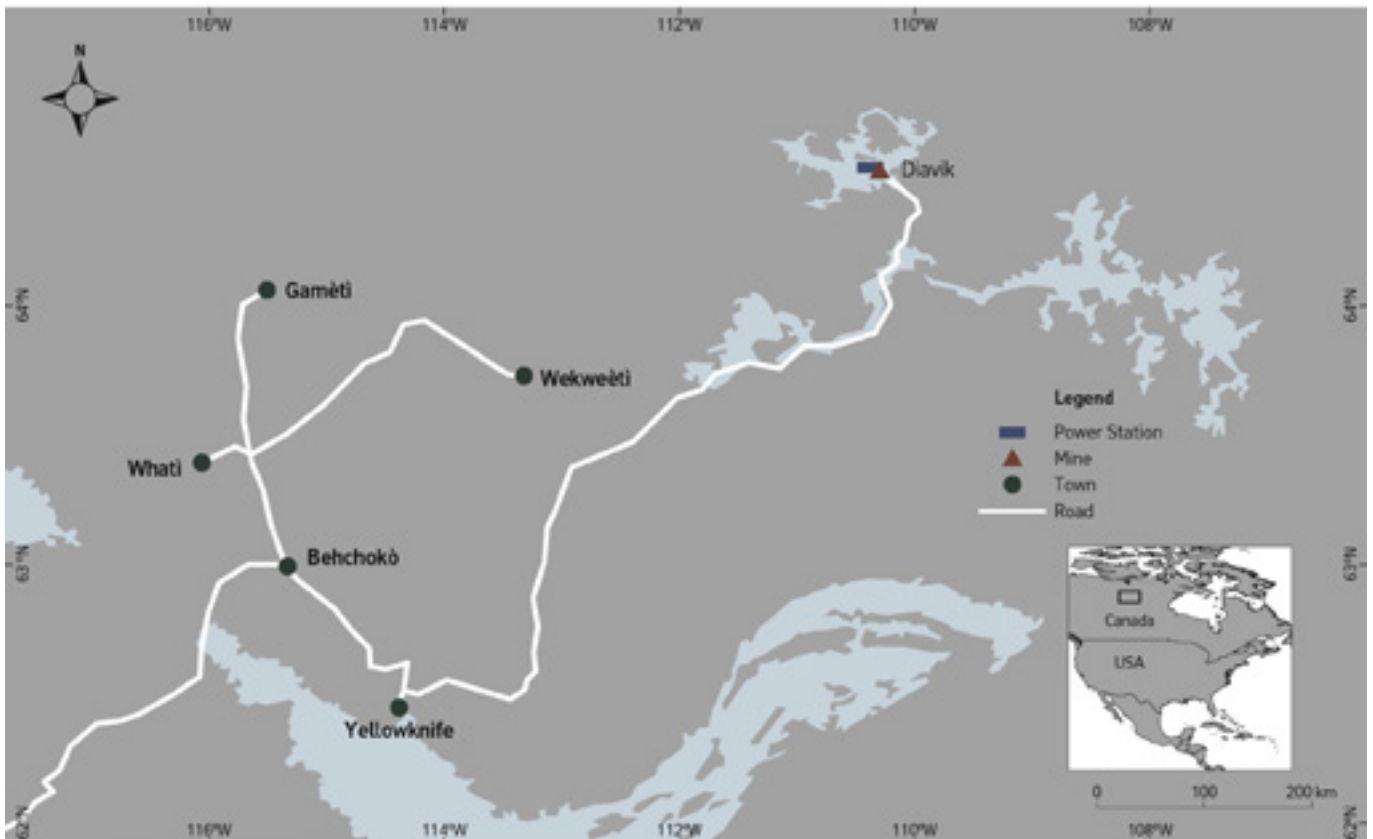 116°W 114°W 112°W 110°W 108°W
N
Diavik
64°N 64°N
Gamètì
Wekweètì
Legend
Power Station
Mine
Town
Road
Whatì
Behchokò
63°N 63°N
Canada
USA
Yellowknife
0 100 200 km
62°N 62°N
116°W 114°W 112°W 110°W 108°W